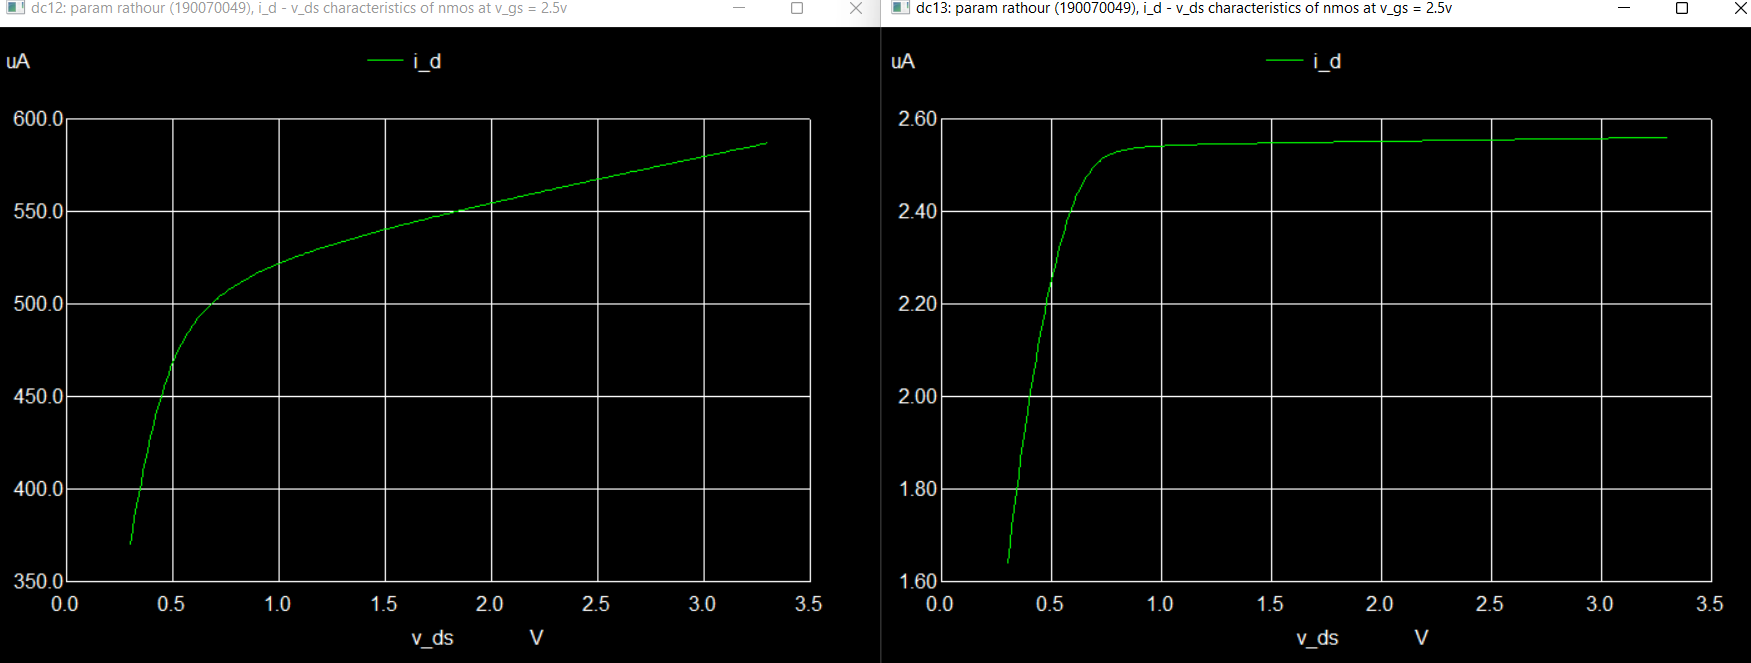 dc12: param rathour (190070049), i_d - v_ds characteristics of nmos at v_gs = 2.5v
uA
i_d
600.0
550.0
500.0
450.0
400.0
350.0
0.0 0.5 1.0 1.5 2.0 2.5 3.0 3.5
v_ds V
dc13: param rathour (190070049), i_d - v_ds characteristics of nmos at v_gs = 2.5v
uA
i_d
2.60
2.40
2.20
2.00
1.80
1.60
0.0 0.5 1.0 1.5 2.0 2.5 3.0 3.5
v_ds V